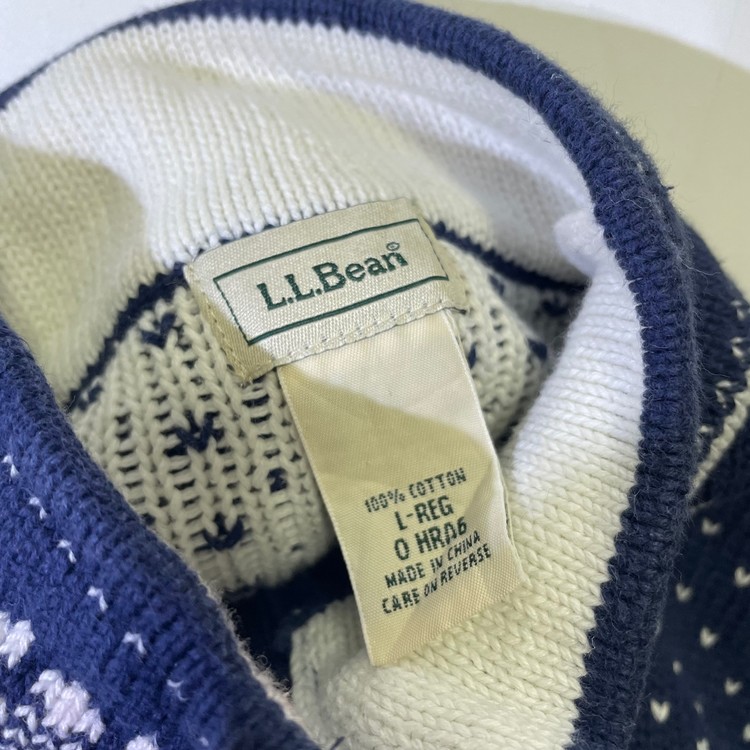 L.L.Bean®
100% COTTON
L-REG
0 HRA6
MADE IN CHINA
CARE ON REVERSE